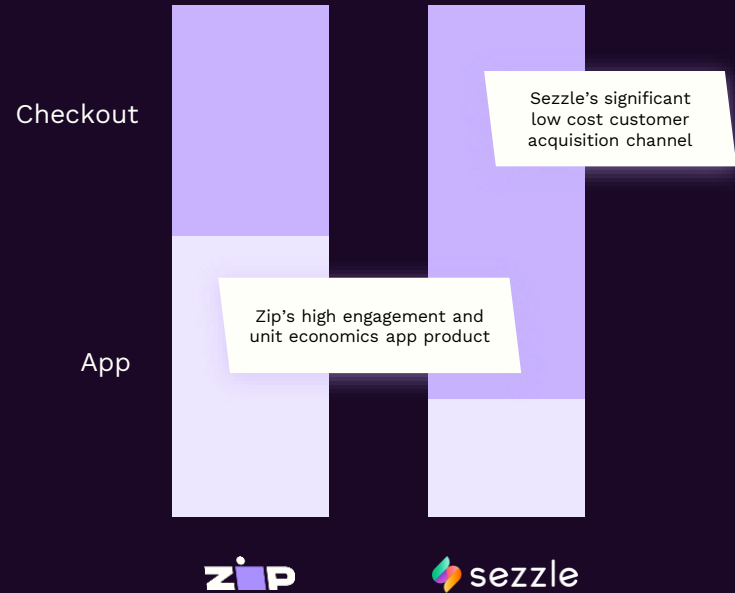 Checkout
Sezzle’s significant
low cost customer
acquisition channel
Zip’s high engagement and
unit economics app product
App
zip
sezzle